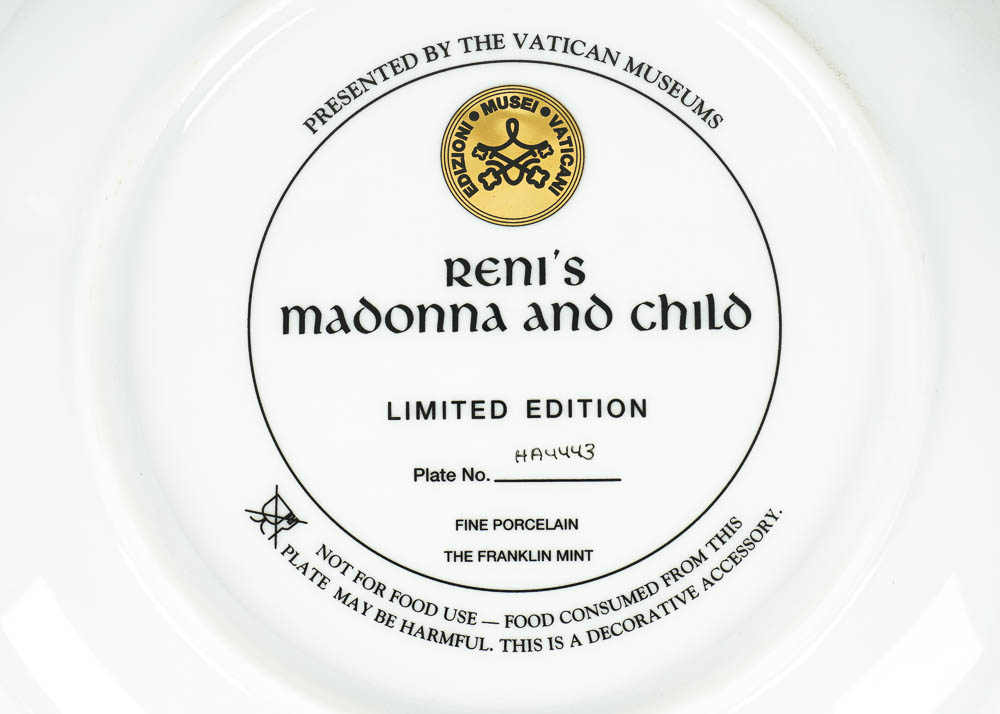 PRESENTED BY THE VATICAN MUSEUMS
EDIZIONI • MUSEI • VATICANI
Reni's
madonna and child
LIMITED EDITION
HA4443
Plate No.
FINE PORCELAIN
THE FRANKLIN MINT
NOT FOR FOOD USE — FOOD CONSUMED FROM THIS
PLATE MAY BE HARMFUL. THIS IS A DECORATIVE ACCESSORY.